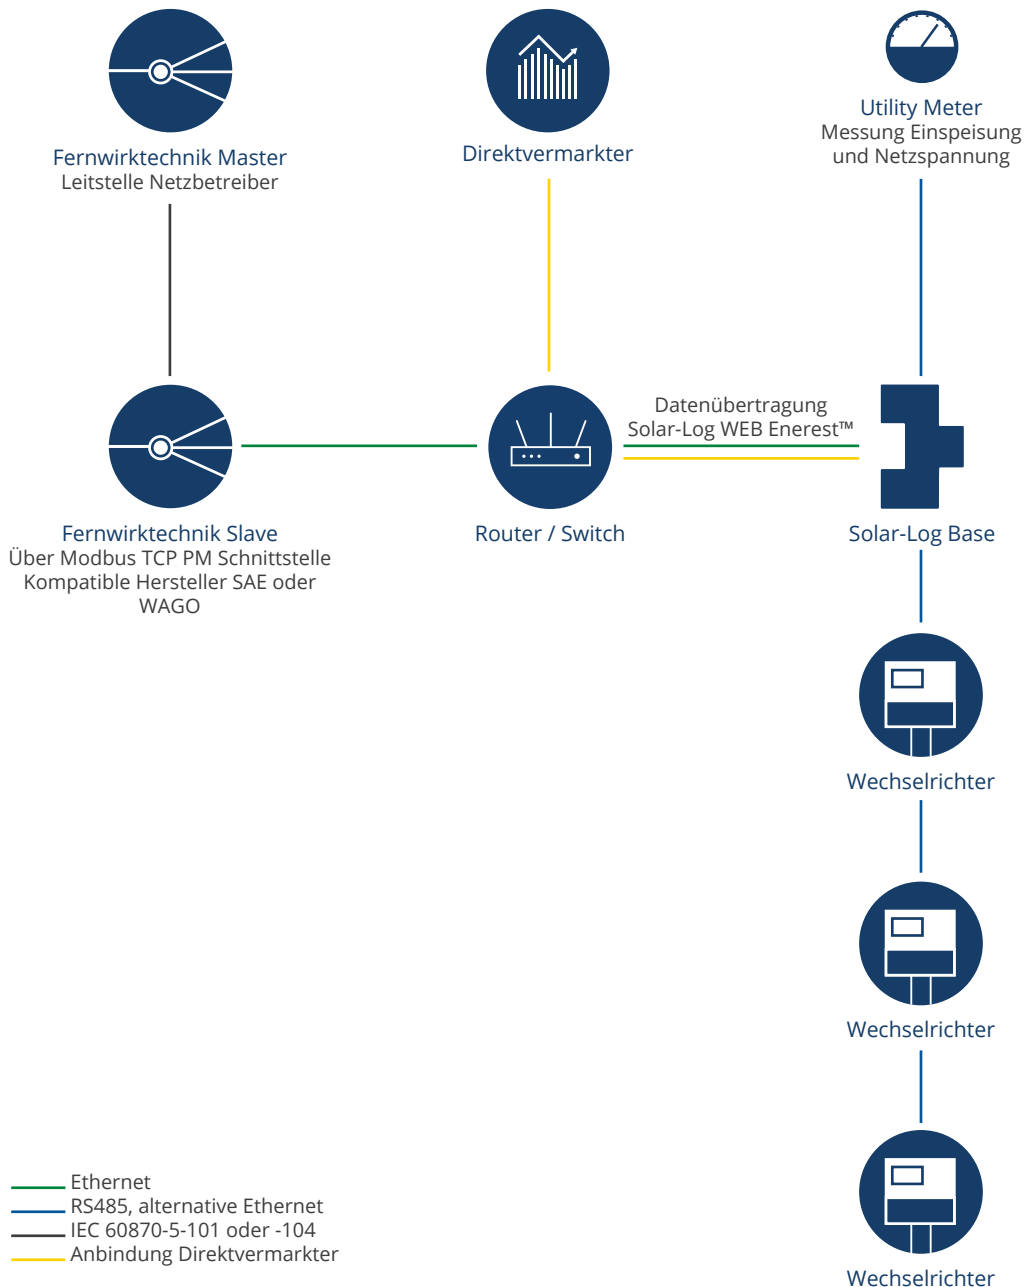 Fernwirktechnik Master
Leitstelle Netzbetreiber
Direktvermarkter
Utility Meter
Messung Einspeisung
und Netzspannung
Datenübertragung
Solar-Log WEB Enerest™
Fernwirktechnik Slave
Über Modbus TCP PM Schnittstelle
Kompatible Hersteller SAE oder
WAGO
Router / Switch
Solar-Log Base
Wechselrichter
Wechselrichter
Wechselrichter
Ethernet
RS485, alternative Ethernet
IEC 60870-5-101 oder -104
Anbindung Direktvermarkter